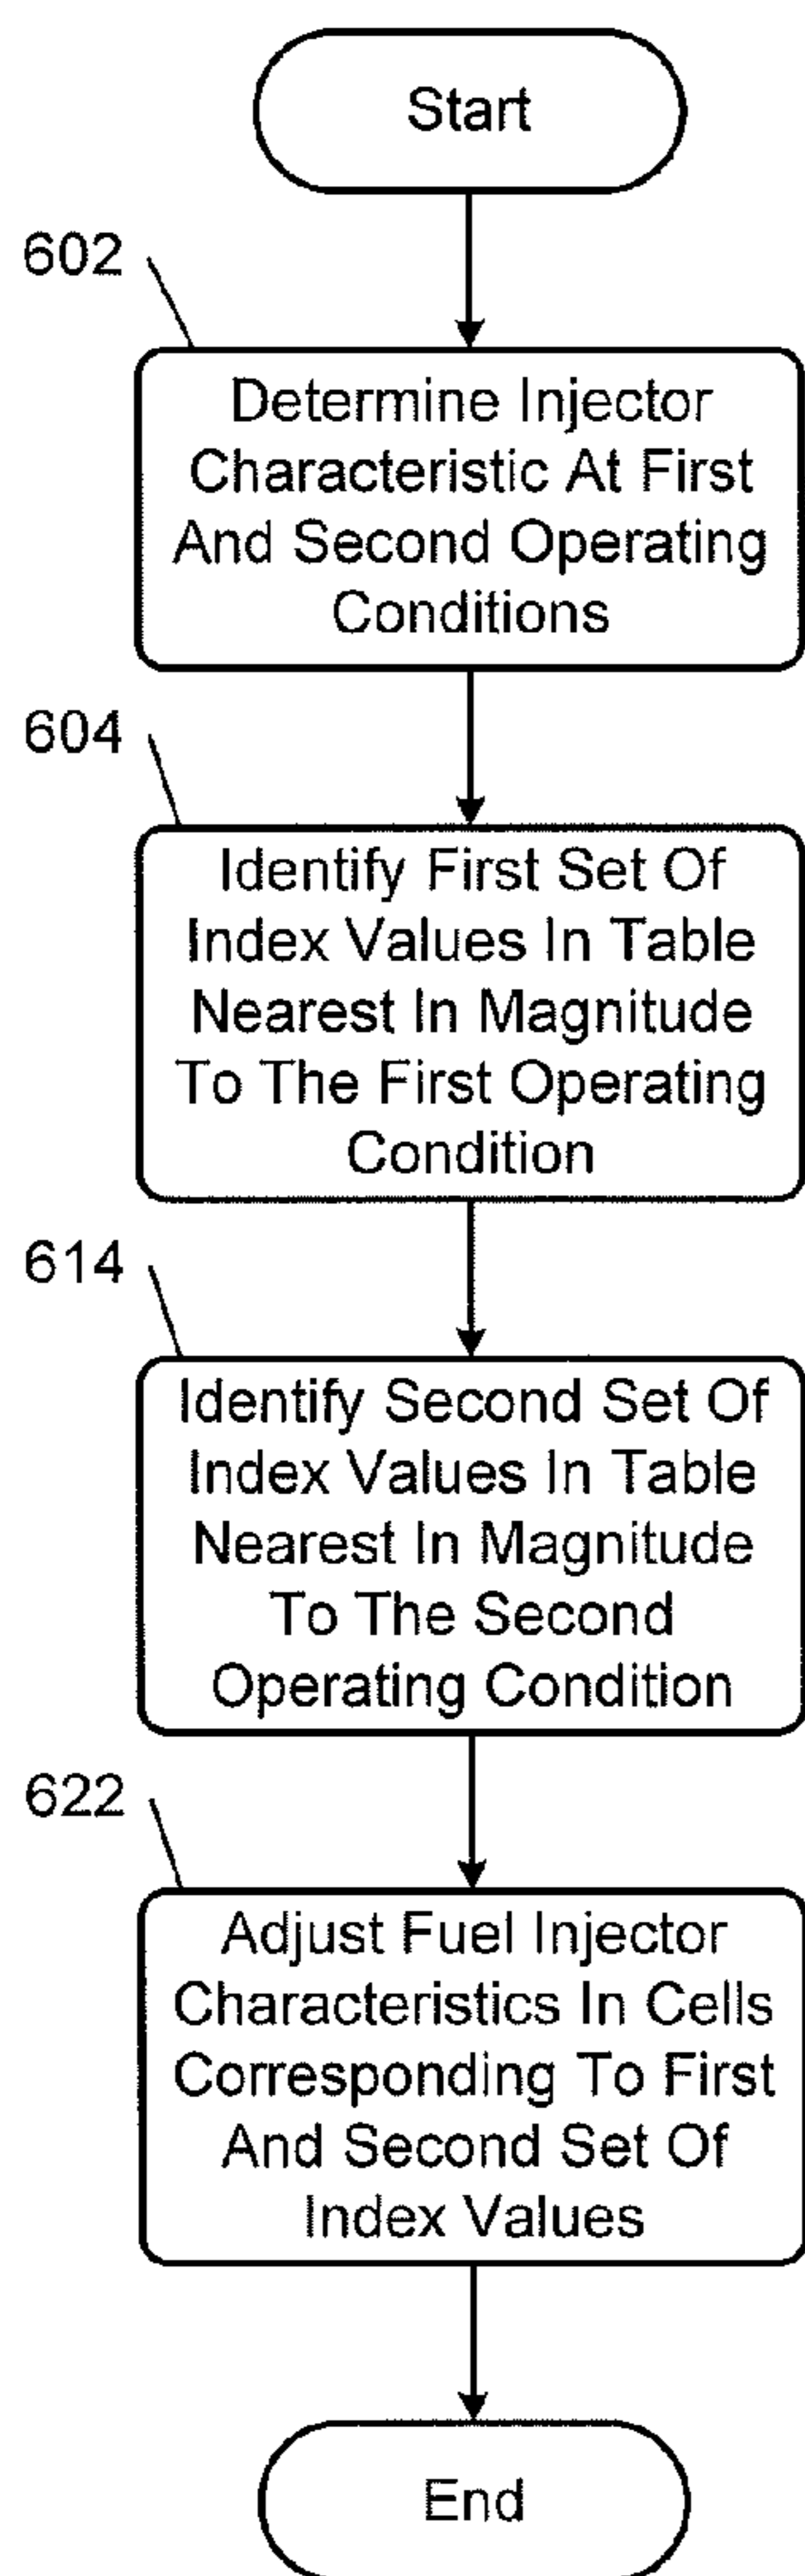 Start
602
Determine Injector
Characteristic At First
And Second Operating
Conditions
604
Identify First Set Of
Index Values In Table
Nearest In Magnitude
To The First Operating
Condition
614
Identify Second Set Of
Index Values In Table
Nearest In Magnitude
To The Second
Operating Condition
622
Adjust Fuel Injector
Characteristics In Cells
Corresponding To First
And Second Set Of
Index Values
End